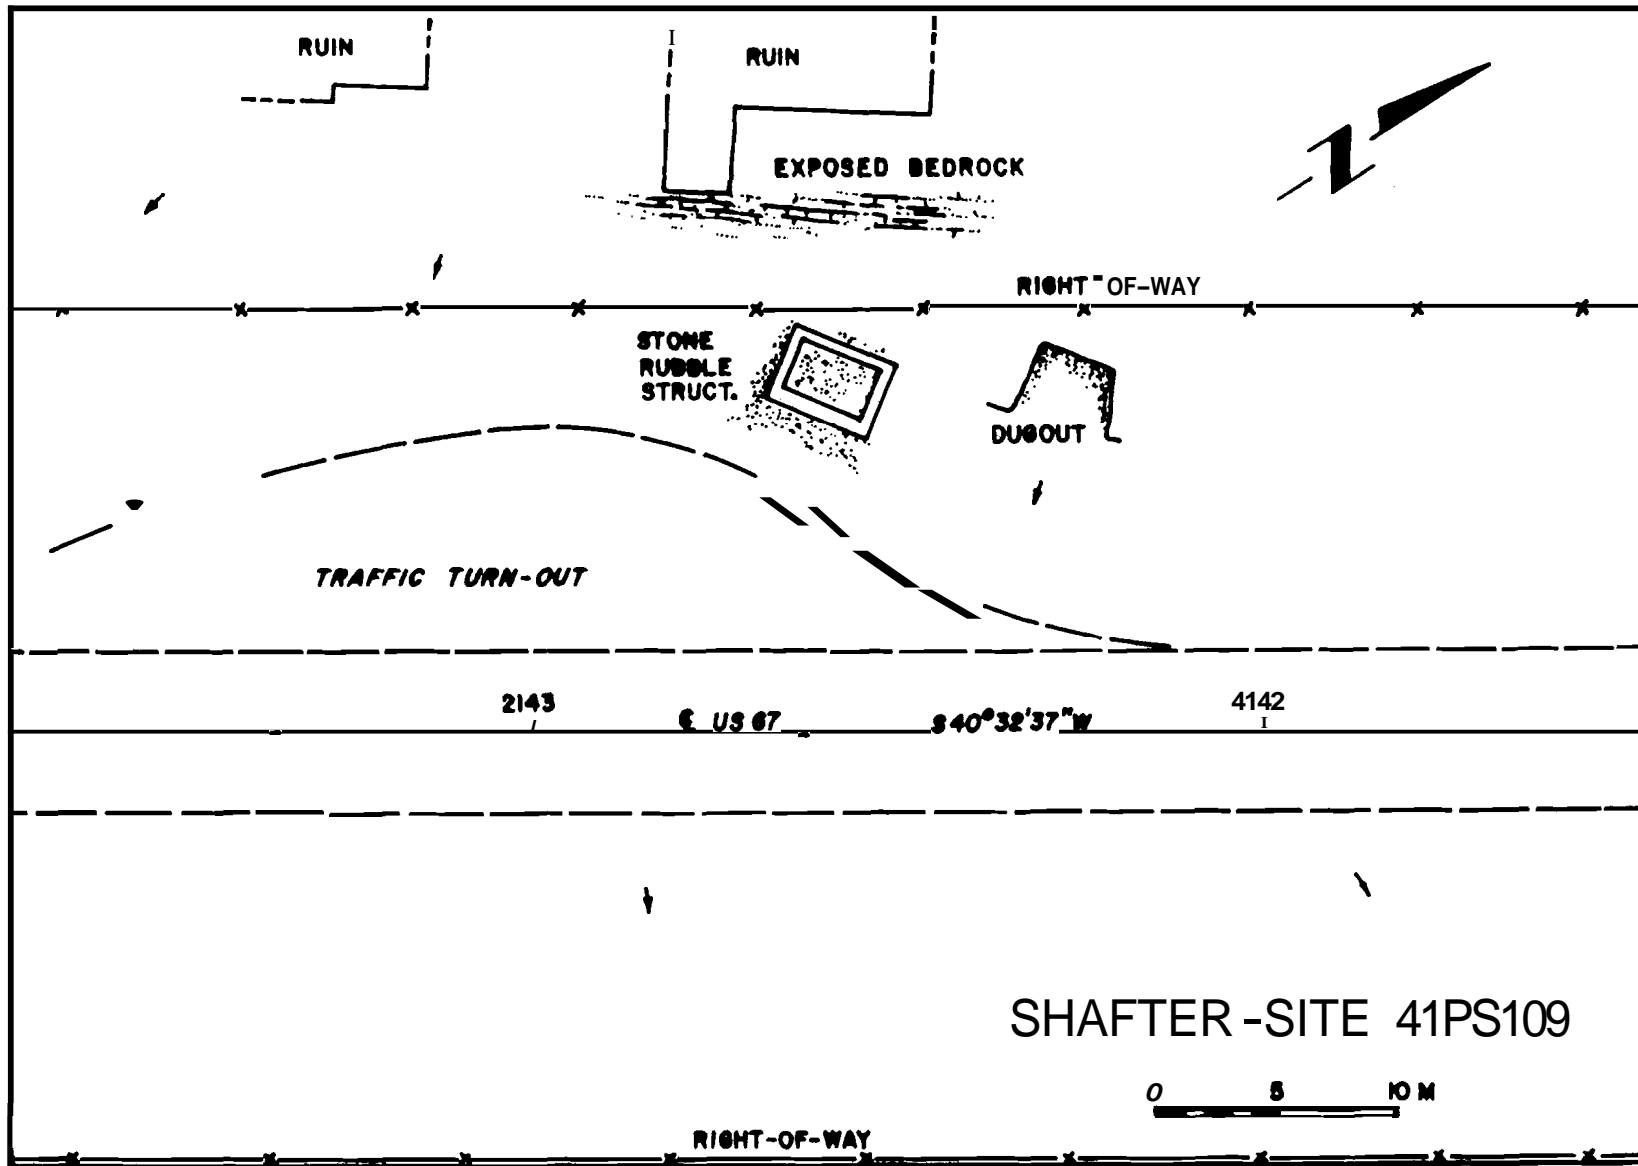 RUIN
RUIN
EXPOSED BEDROCK
RIGHT-OF-WAY
STONE
RUBBLE
STRUCT.
DUGOUT
TRAFFIC TURN-OUT
2143
4142
℄ US 67
S 40°32'37"W
SHAFTER-SITE 41PS109
0 5 10 M
RIGHT-OF-WAY